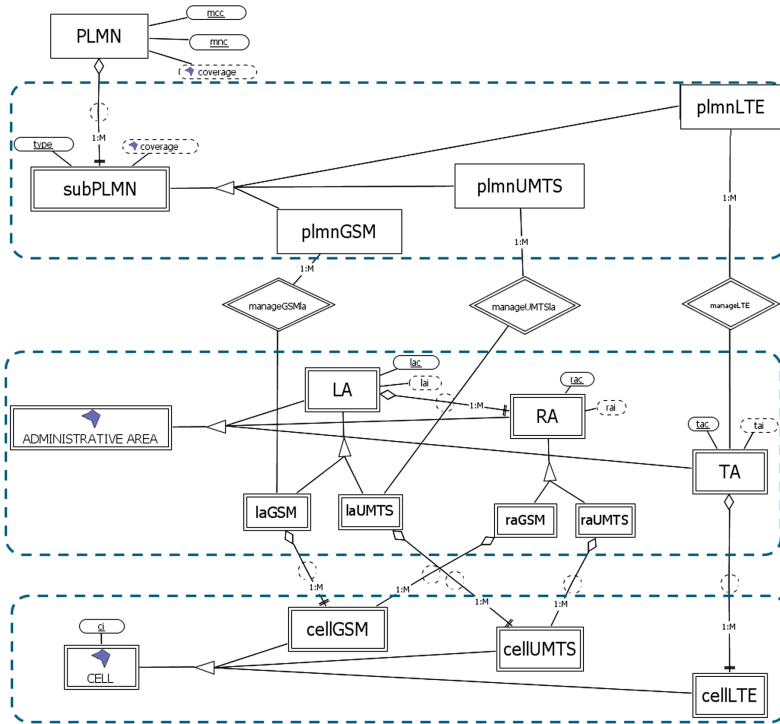 PLMN
mcc
mnc
coverage
1:M
type
coverage
subPLMN
plmnLTE
plmnUMTS
plmnGSM
1:M
1:M
1:M
manageGSMla
manageUMTSla
manageLTE
lac
LA
lai
1:M
rac
RA
rai
ADMINISTRATIVE AREA
tac
tai
TA
laGSM
laUMTS
raGSM
raUMTS
1:M
1:M
1:M
1:M
1:M
ci
CELL
cellGSM
cellUMTS
cellLTE